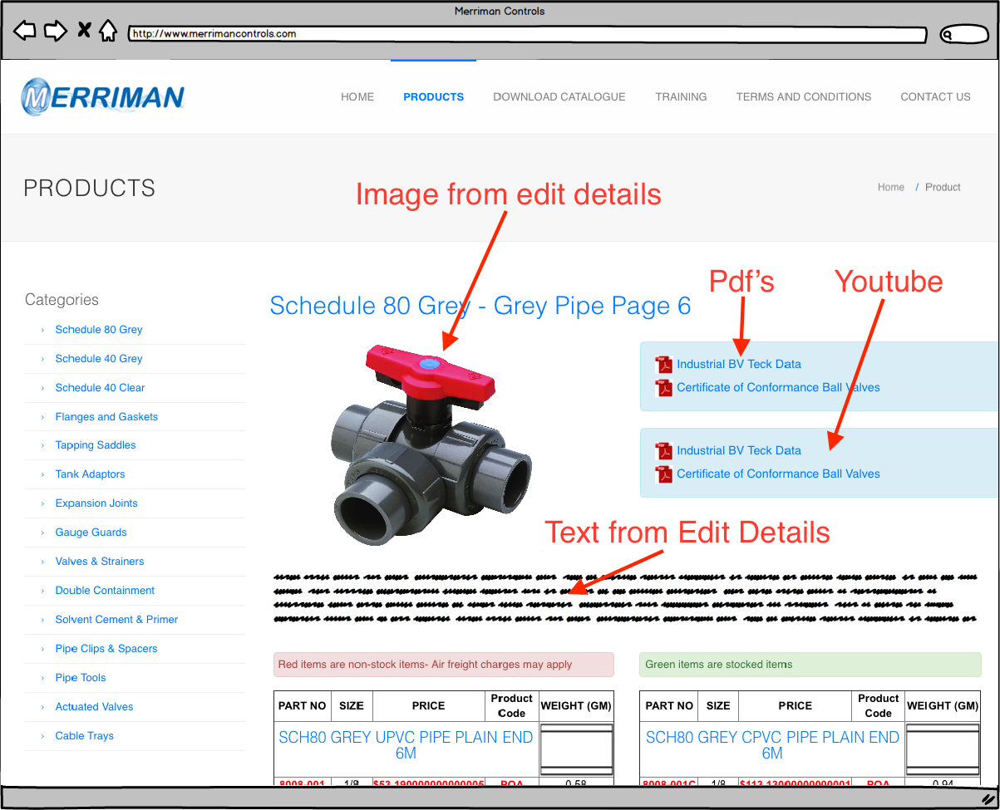 Merriman Controls
http://www.merrimancontrols.com
MERRIMAN
HOME PRODUCTS DOWNLOAD CATALOGUE TRAINING TERMS AND CONDITIONS CONTACT US
PRODUCTS
Image from edit details
Home / Product
Pdf's
Youtube
Categories
› Schedule 80 Grey
› Schedule 40 Grey
› Schedule 40 Clear
› Flanges and Gaskets
› Tapping Saddles
› Tank Adaptors
› Expansion Joints
› Gauge Guards
› Valves & Strainers
› Double Containment
› Solvent Cement & Primer
› Pipe Clips & Spacers
› Pipe Tools
› Actuated Valves
› Cable Trays
Schedule 80 Grey - Grey Pipe Page 6
Industrial BV Teck Data
Certificate of Conformance Ball Valves
Industrial BV Teck Data
Certificate of Conformance Ball Valves
Text from Edit Details
Red items are non-stock items- Air freight charges may apply
Green items are stocked items
PART NO SIZE PRICE Product Code WEIGHT (GM)
SCH80 GREY UPVC PIPE PLAIN END
6M
8008-001 1/8 $53.190000000000005 POA 0.58
PART NO SIZE PRICE Product Code WEIGHT (GM)
SCH80 GREY CPVC PIPE PLAIN END
6M
8008-001C 1/8 $113.13000000000001 POA 0.94